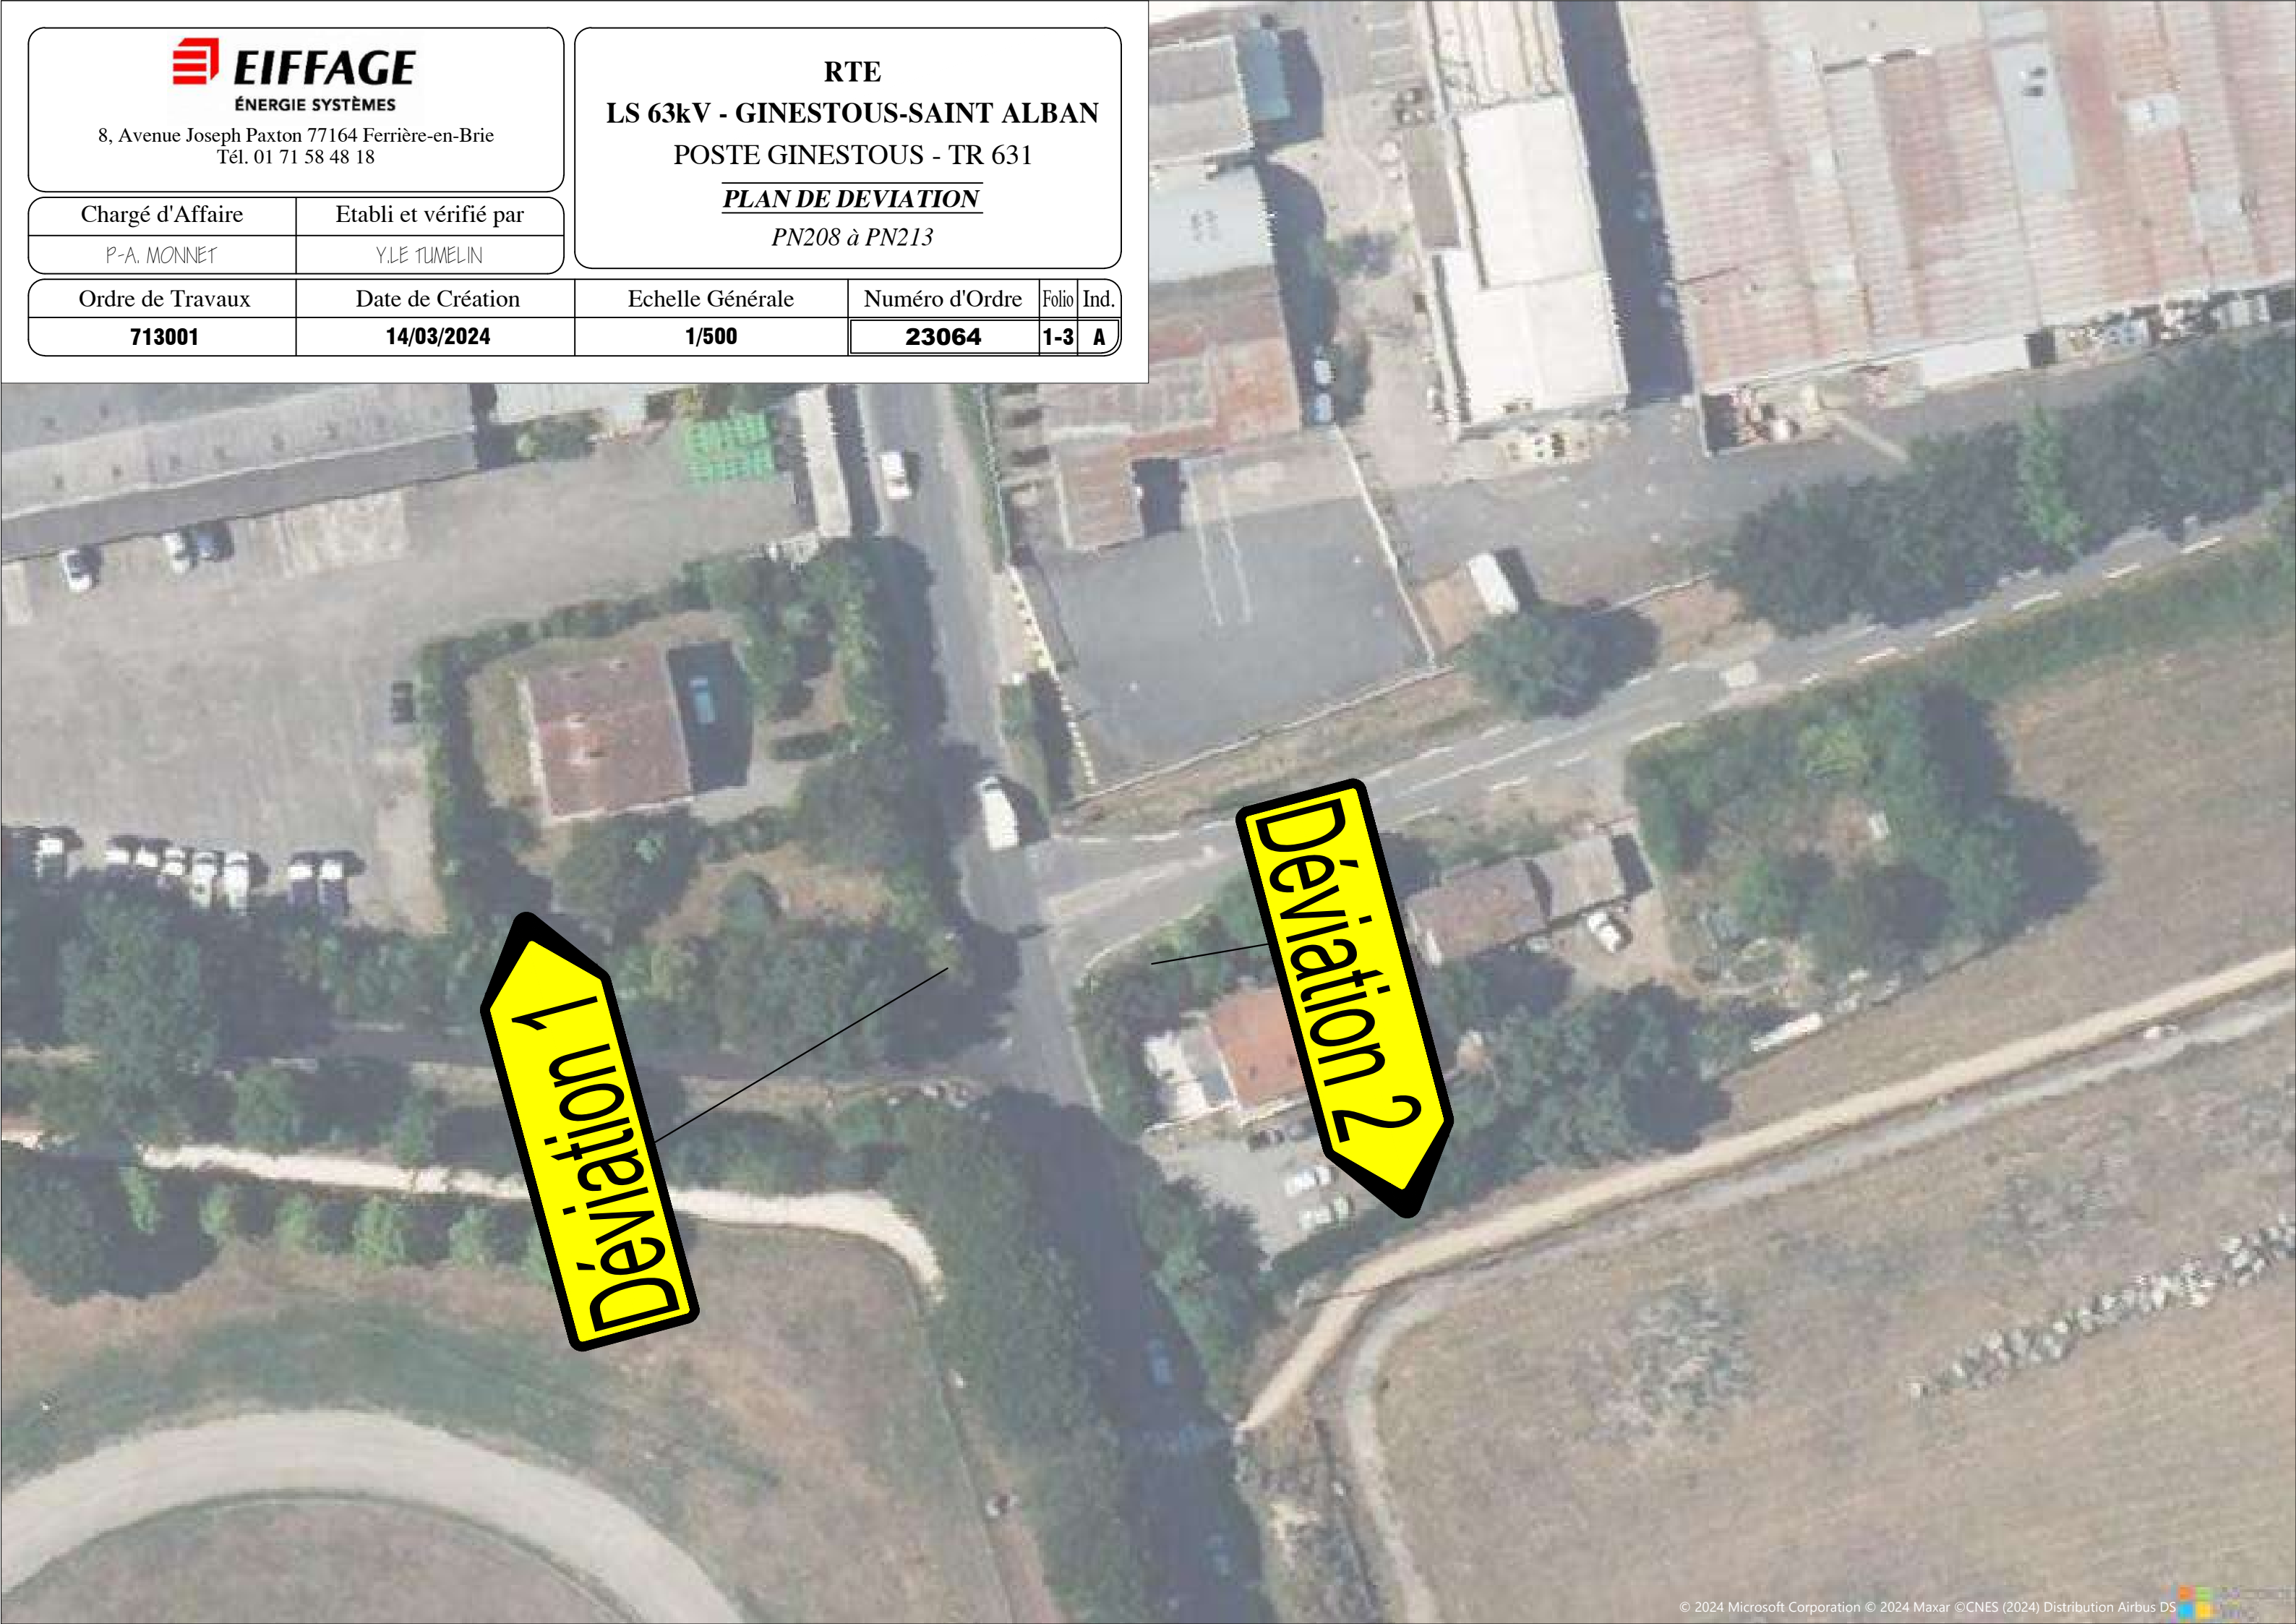 EIFFAGE
ÉNERGIE SYSTÈMES
8, Avenue Joseph Paxton 77164 Ferrière-en-Brie
Tél. 01 71 58 48 18
RTE
LS 63kV - GINESTOUS-SAINT ALBAN
POSTE GINESTOUS - TR 631
PLAN DE DEVIATION
PN208 à PN213
Chargé d'Affaire
Etabli et vérifié par
P-A. MONNET
Y.LE TUMELIN
Ordre de Travaux
Date de Création
Echelle Générale
Numéro d'Ordre
Folio
Ind.
713001
14/03/2024
1/500
23064
1-3
A
Déviation 1
Déviation 2
© 2024 Microsoft Corporation © 2024 Maxar ©CNES (2024) Distribution Airbus DS